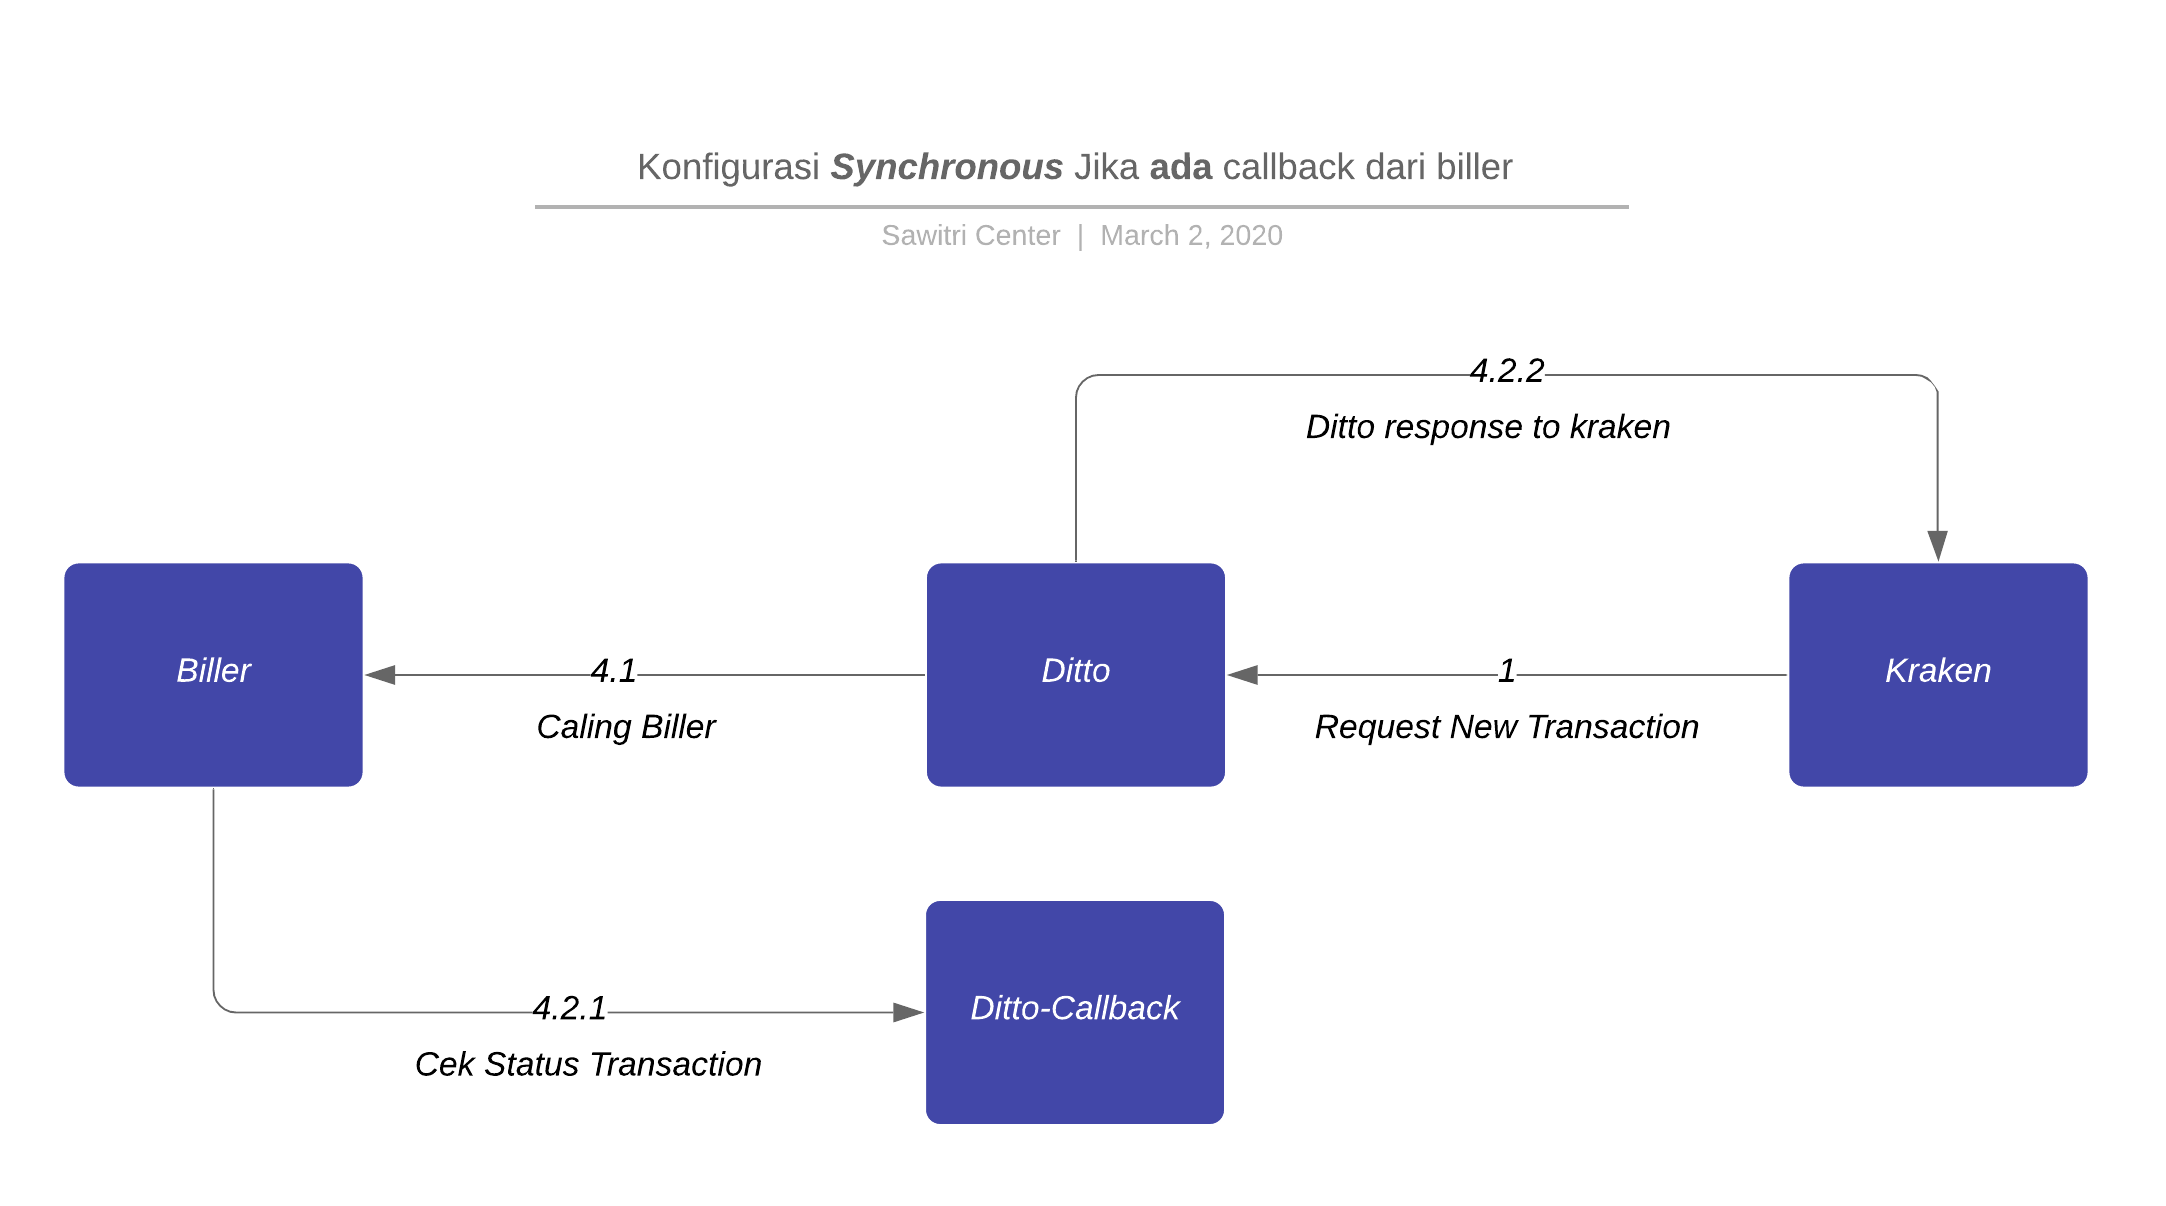 Konfigurasi Synchronous Jika ada callback dari biller
Sawitri Center | March 2, 2020
4.2.2
Ditto response to kraken
Biller
4.1
Caling Biller
Ditto
1
Request New Transaction
Kraken
4.2.1
Cek Status Transaction
Ditto-Callback